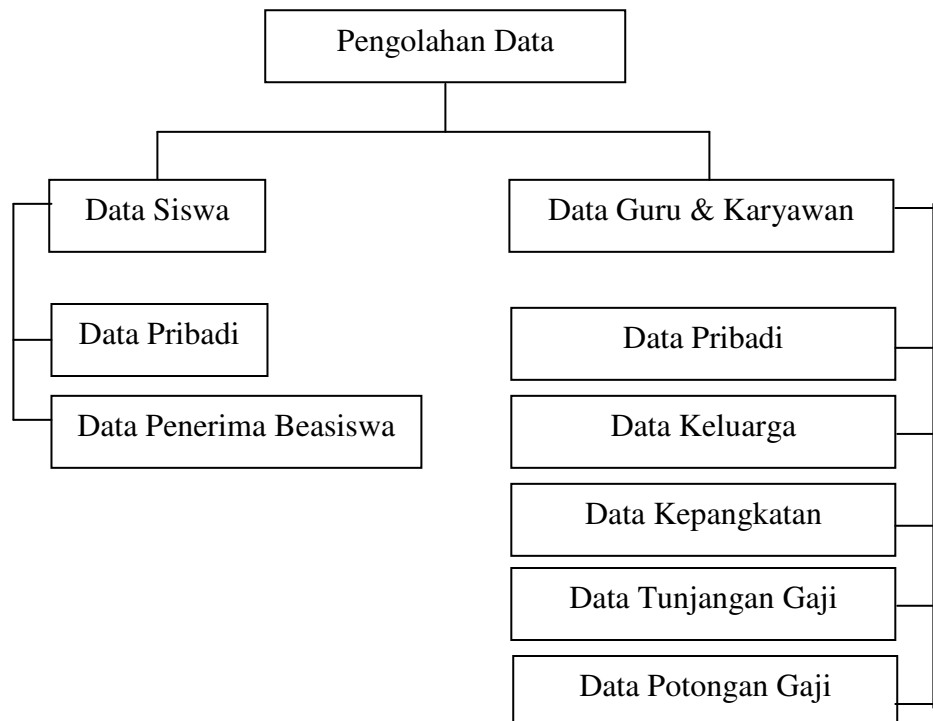 Pengolahan Data
Data Siswa
Data Guru & Karyawan
Data Pribadi
Data Pribadi
Data Penerima Beasiswa
Data Keluarga
Data Kepangkatan
Data Tunjangan Gaji
Data Potongan Gaji